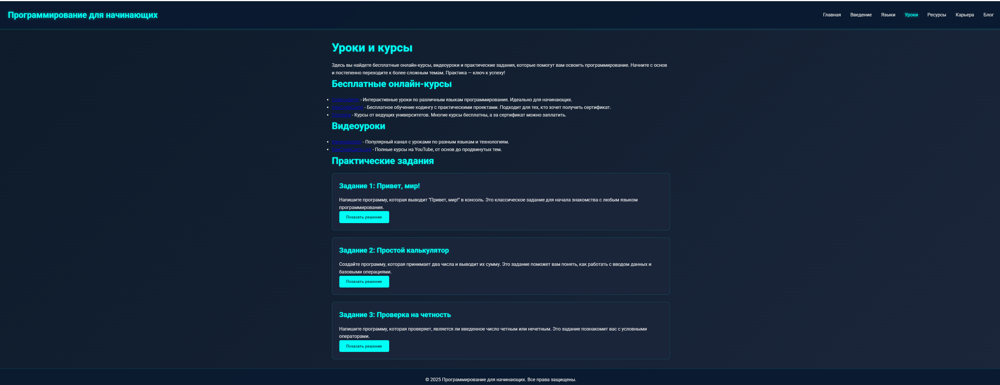 Программирование для начинающих
Главная Введение Языки Уроки Ресурсы Карьера Блог
Уроки и курсы
Здесь вы найдете бесплатные онлайн-курсы, видеоуроки и практические задания, которые помогут вам освоить программирование. Начните с основ
и постепенно переходите к более сложным темам. Практика — ключ к успеху!
Бесплатные онлайн-курсы
Codecademy - Интерактивные уроки по различным языкам программирования. Идеально для начинающих.
freeCodeCamp - Бесплатное обучение кодингу с практическими проектами. Подходит для тех, кто хочет получить сертификат.
Coursera - Курсы от ведущих университетов. Многие курсы бесплатны, а за сертификат можно заплатить.
Видеоуроки
- Популярный канал с уроками по разным языкам и технологиям.
freeCodeCamp.org - Полные курсы на YouTube, от основ до продвинутых тем.
Практические задания
Задание 1: Привет, мир!
Напишите программу, которая выводит "Привет, мир!" в консоль. Это классическое задание для начала знакомства с любым языком
программирования.
Показать решение
Задание 2: Простой калькулятор
Создайте программу, которая принимает два числа и выводит их сумму. Это задание поможет вам понять, как работать с вводом данных и
базовыми операциями.
Показать решение
Задание 3: Проверка на четность
Напишите программу, которая проверяет, является ли введенное число четным или нечетным. Это задание познакомит вас с условными
операторами.
Показать решение
© 2025 Программирование для начинающих. Все права защищены.